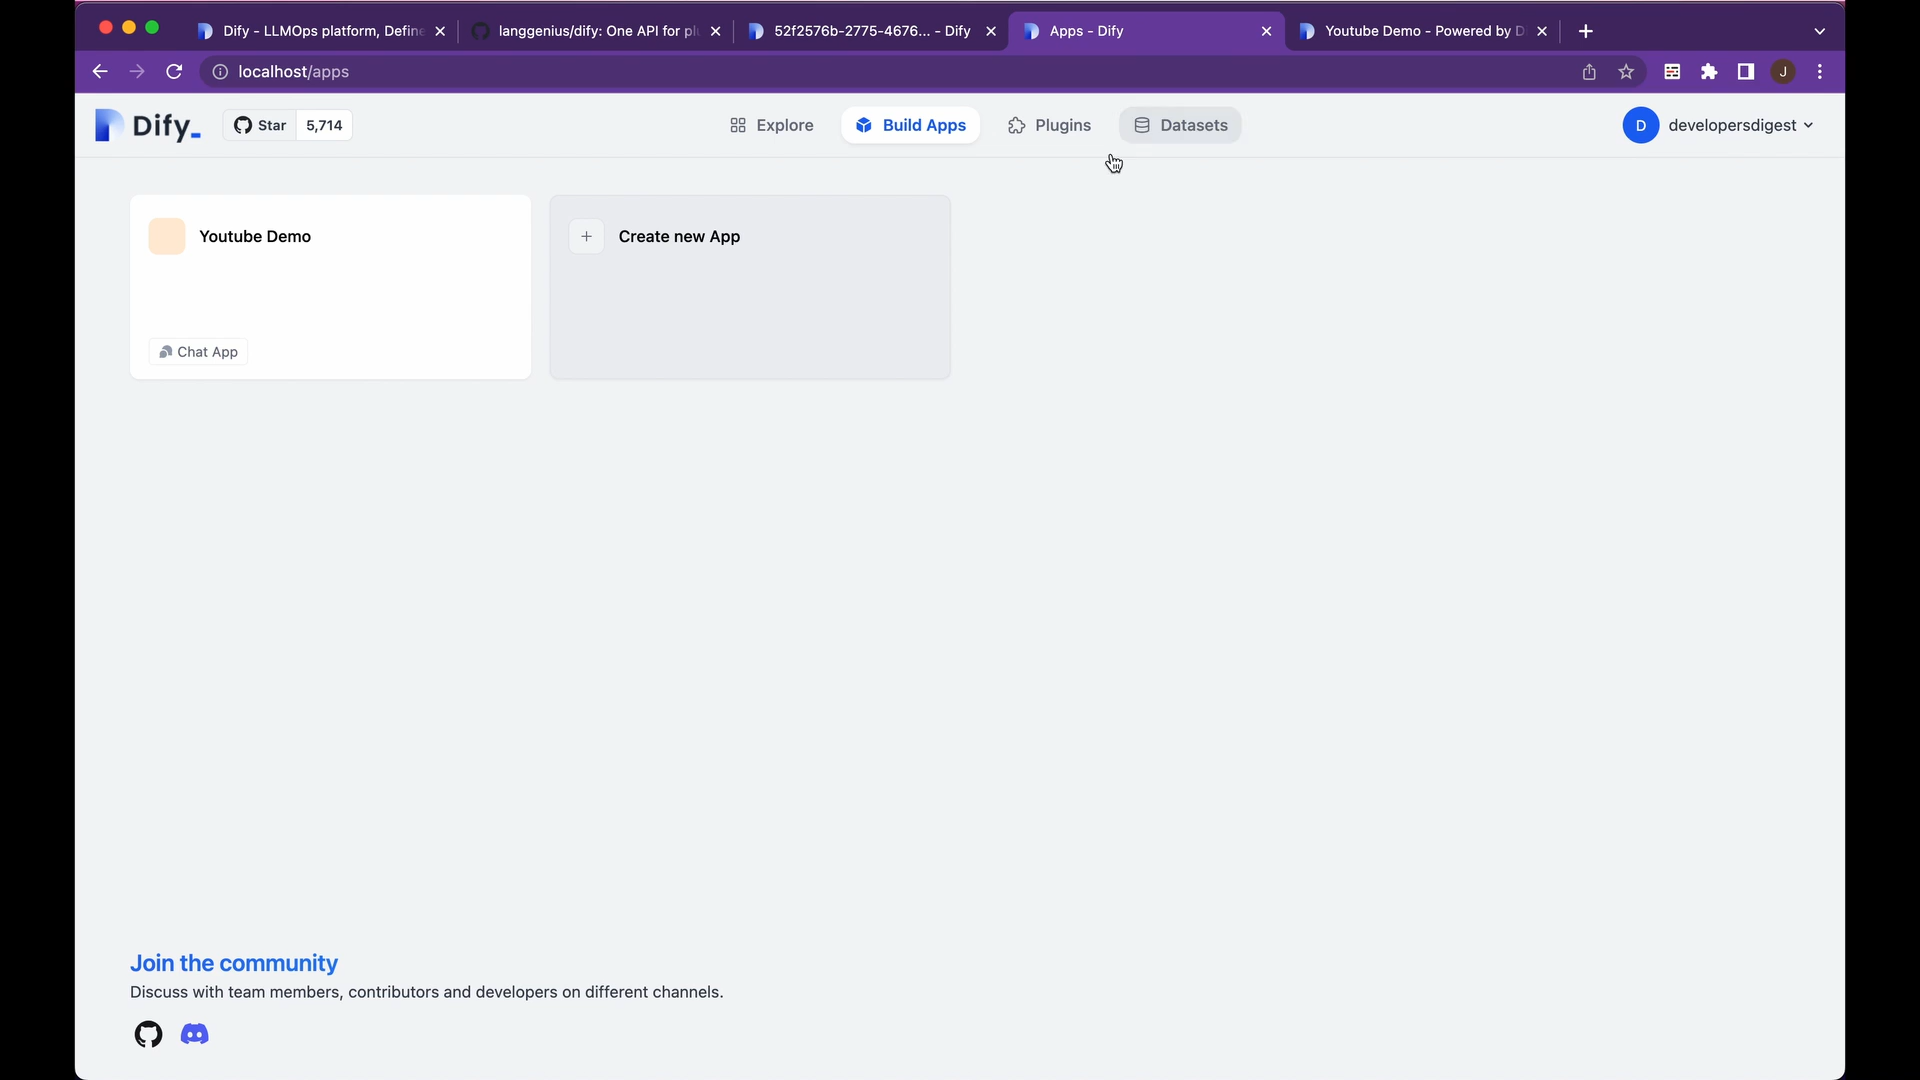 Dify - LLMOps platform, Define
langgenius/dify: One API for pl
52f2576b-2775-4676... - Dify
Apps - Dify
Youtube Demo - Powered by D
localhost/apps
J
Dify_
Star 5,714
Explore
Build Apps
Plugins
Datasets
D developersdigest
Youtube Demo
Chat App
+ Create new App
Join the community
Discuss with team members, contributors and developers on different channels.